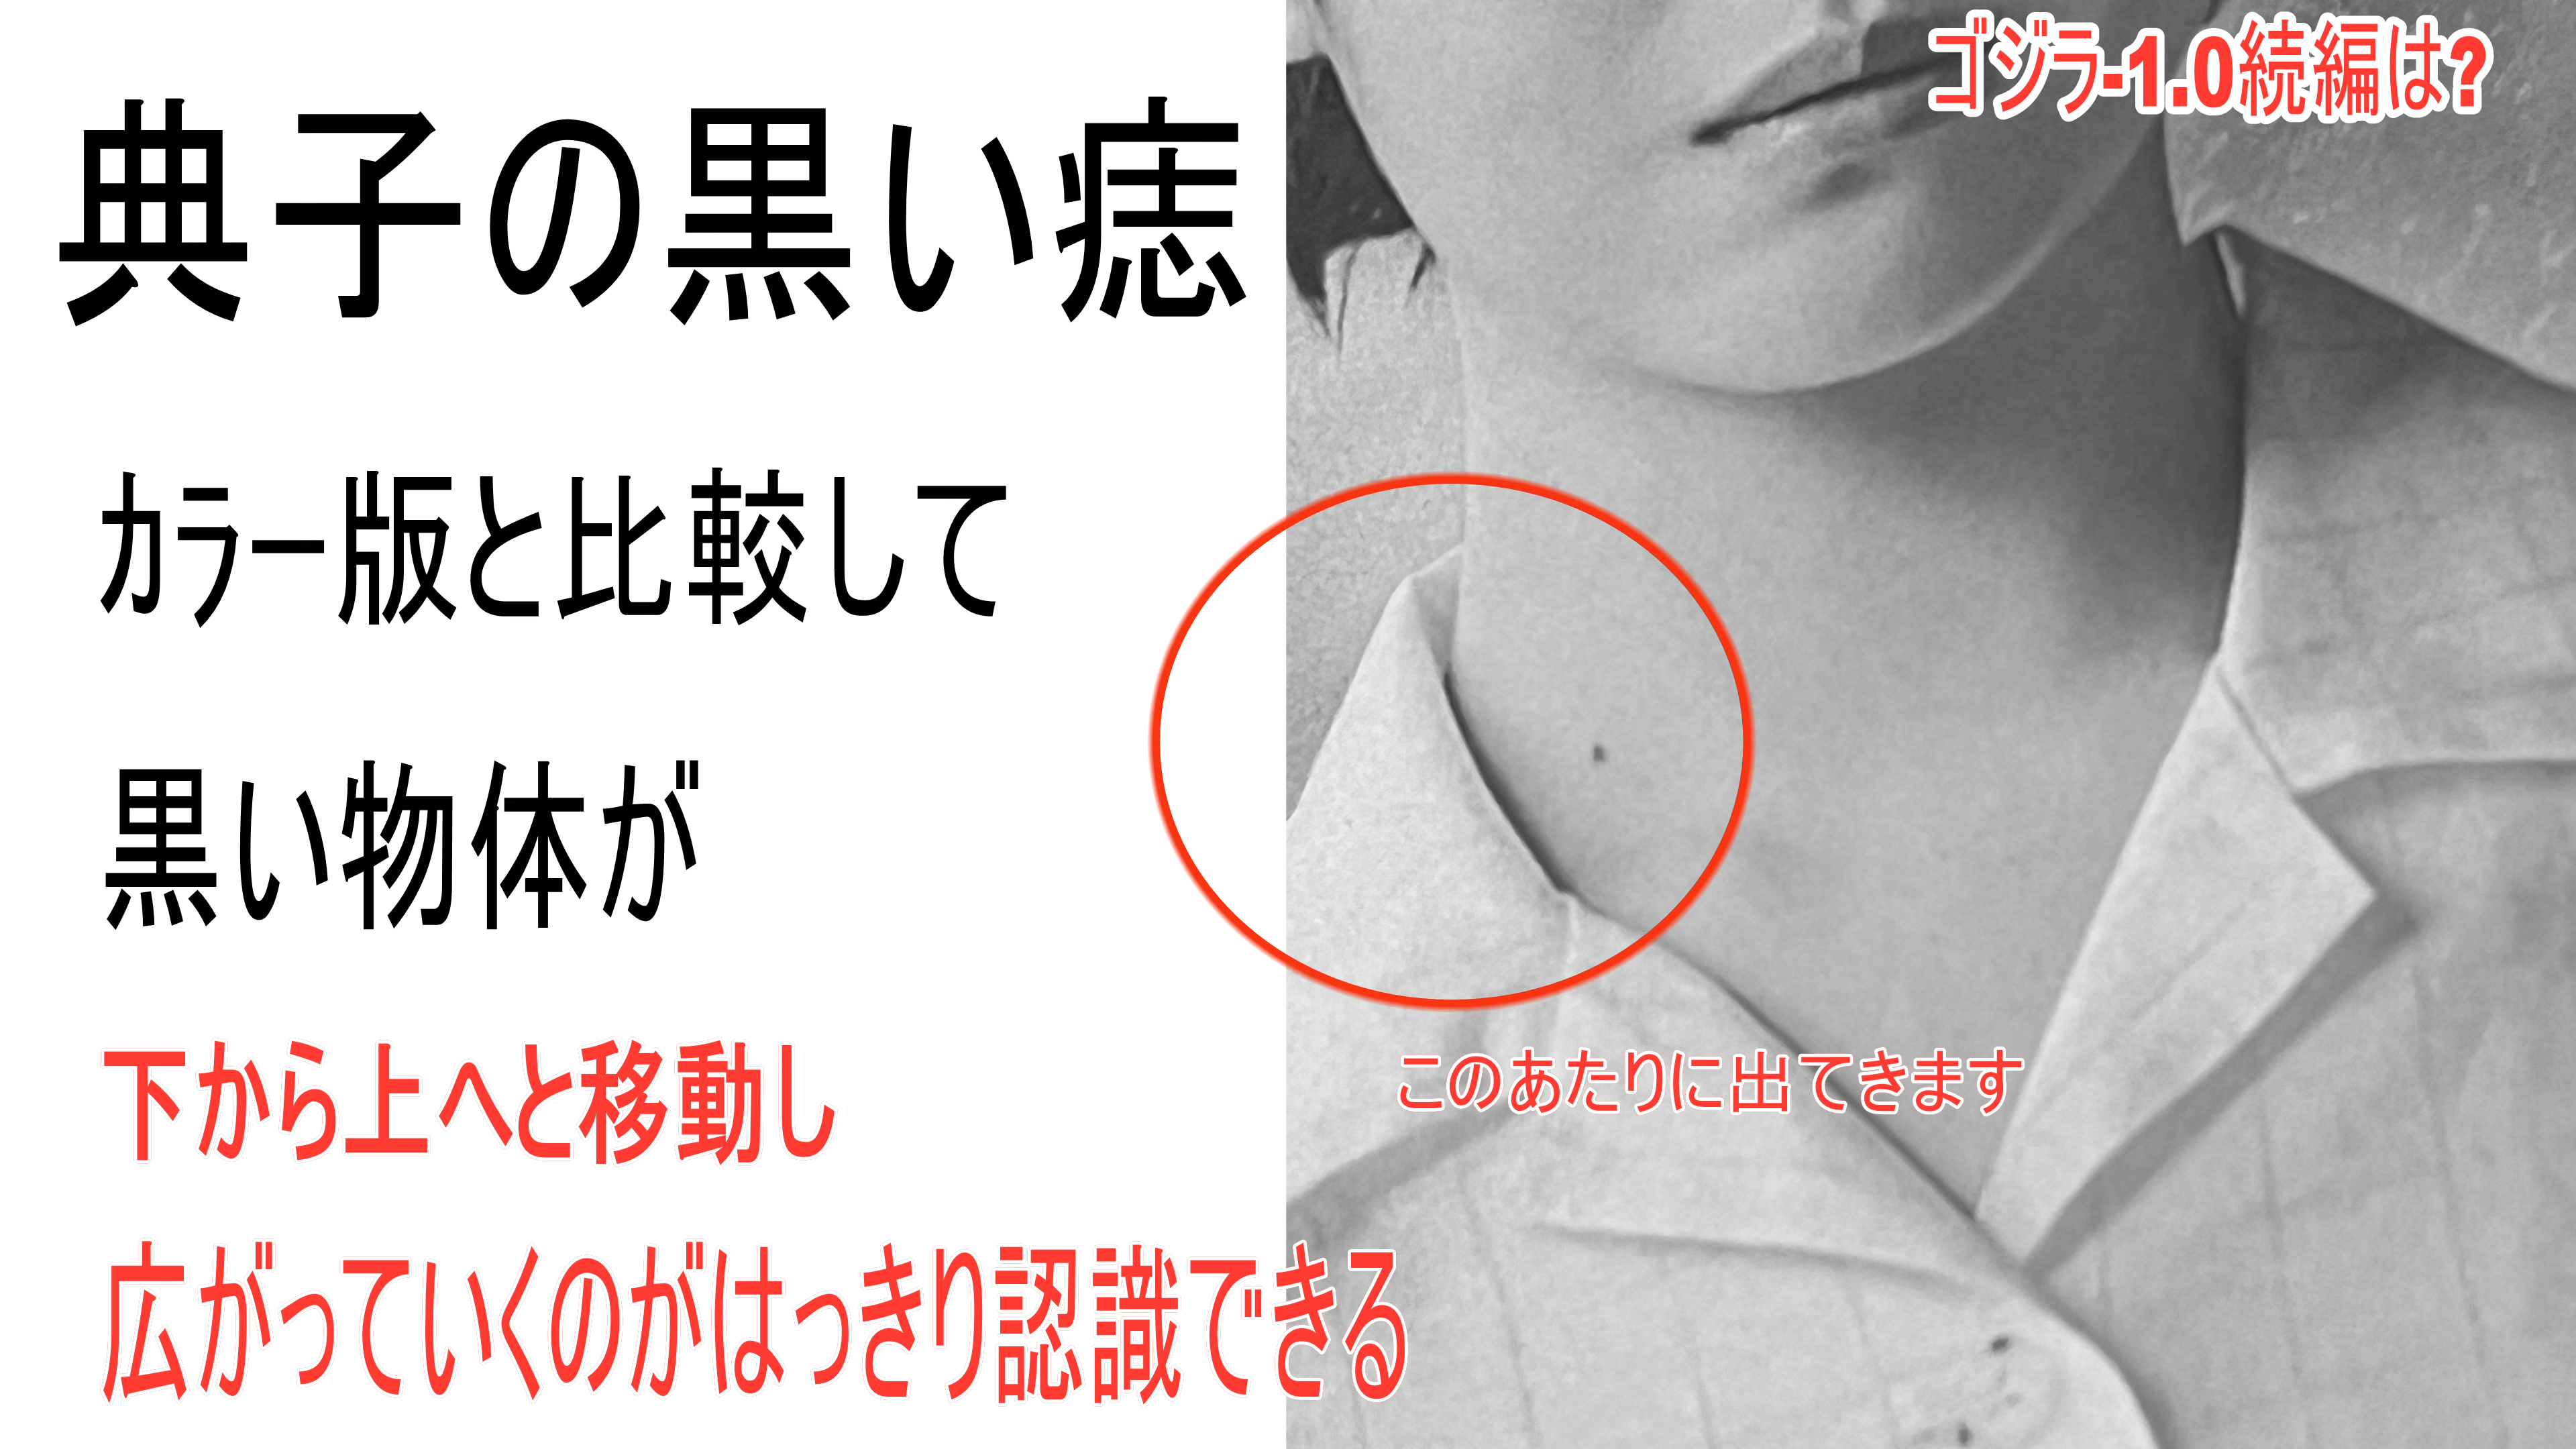 ゴジラ-1.0続編は?
典子の黒い痣
カラー版と比較して
黒い物体が
下から上へと移動し
広がっていくのがはっきり認識できる
このあたりに出てきます